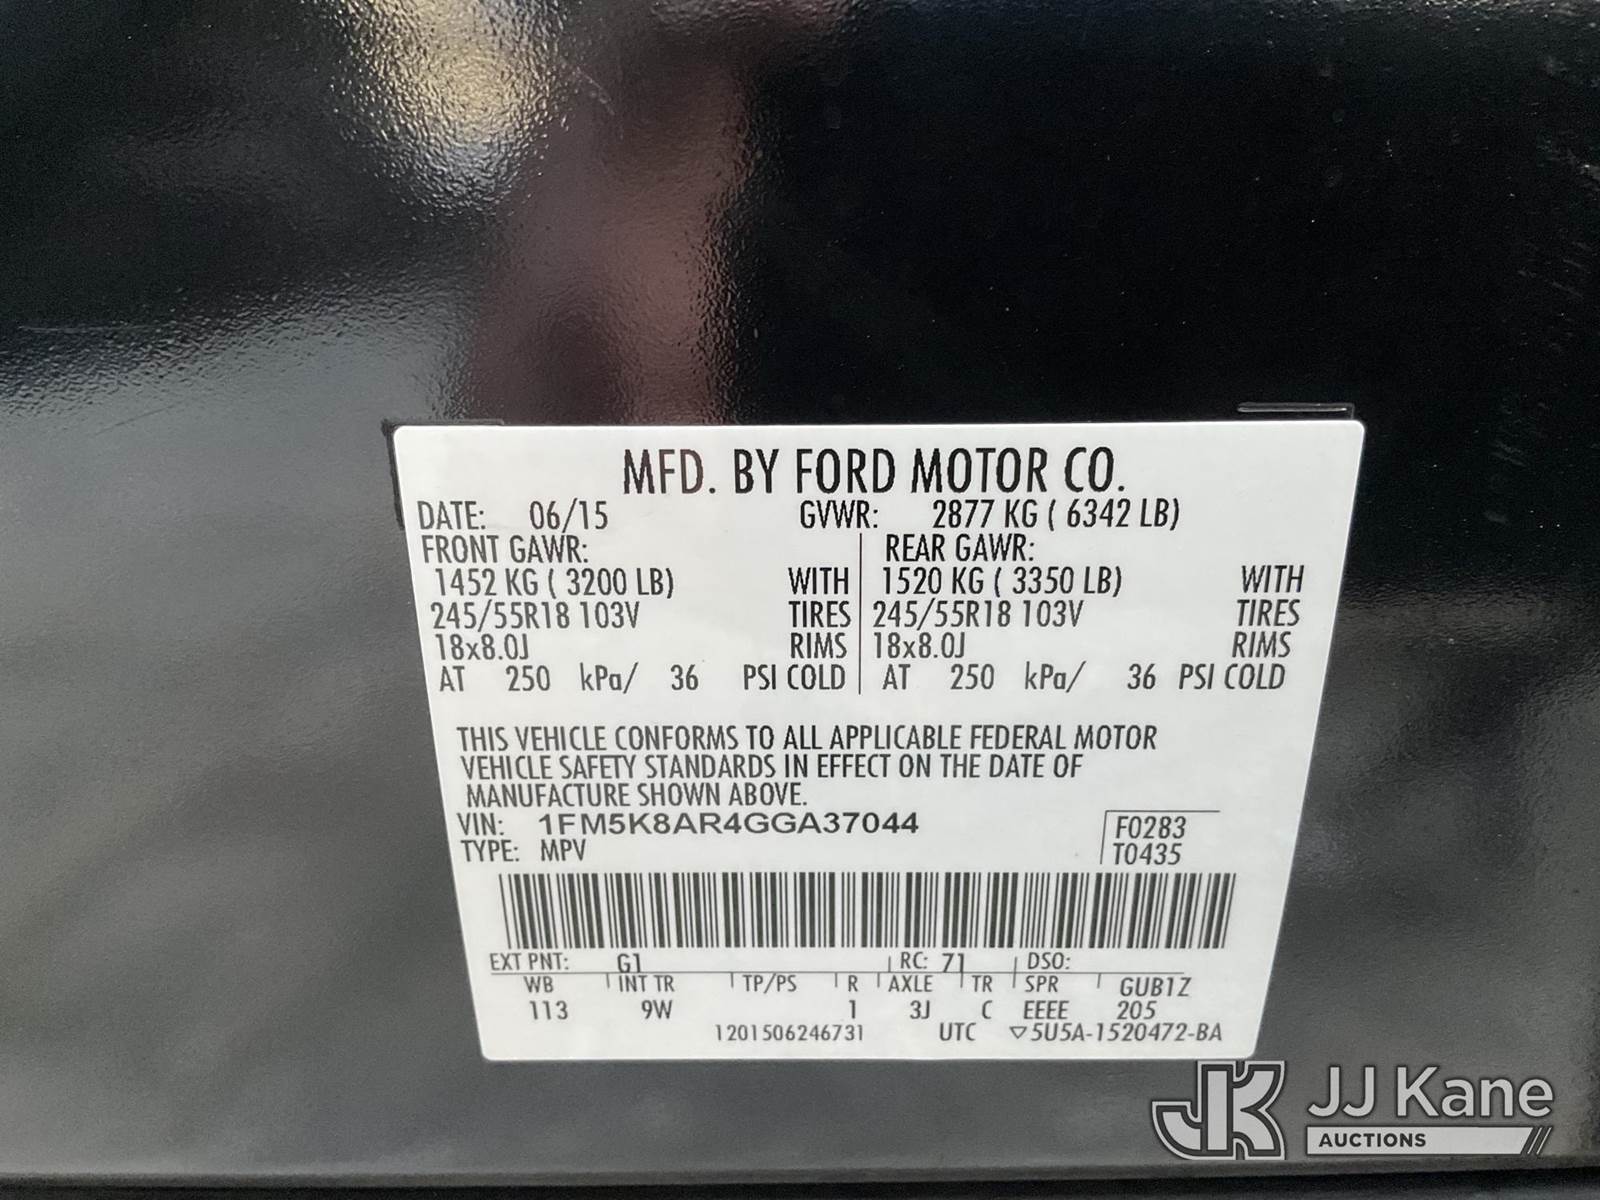 MFD. BY FORD MOTOR CO.
DATE: 06/15 GVWR: 2877 KG ( 6342 LB)
FRONT GAWR: REAR GAWR:
1452 KG ( 3200 LB) WITH 1520 KG ( 3350 LB) WITH
245/55R18 103V TIRES 245/55R18 103V TIRES
18x8.0J RIMS 18x8.0J RIMS
AT 250 kPa/ 36 PSI COLD AT 250 kPa/ 36 PSI COLD
THIS VEHICLE CONFORMS TO ALL APPLICABLE FEDERAL MOTOR
VEHICLE SAFETY STANDARDS IN EFFECT ON THE DATE OF
MANUFACTURE SHOWN ABOVE.
VIN: 1FM5K8AR4GGA37044 F0283
TYPE: MPV T0435
EXT PNT: G1 RC: 71 DSO:
WB INT TR TP/PS R AXLE TR SPR GUB1Z
113 9W 1 3J C EEEE 205
1201506246731 UTC ▽5U5A-1520472-BA
JK JJ Kane
AUCTIONS